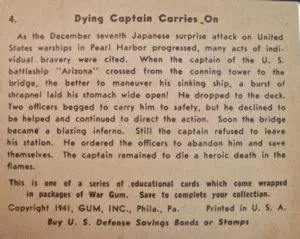 4. Dying Captain Carries On
As the December seventh Japanese surprise attack on United
States warships in Pearl Harbor progressed, many acts of indi-
vidual bravery were cited. When the captain of the U. S.
battleship "Arizona" crossed from the conning tower to
the bridge, the better to maneuver his sinking ship, a burst of
shrapnel laid his stomach wide open! He dropped to the deck.
Two officers begged to carry him to safety, but he declined to
be helped and continued to direct the action. Soon the bridge
became a blazing inferno. Still the captain refused to leave
his station. He ordered the officers to abandon him and save
themselves. The captain remained to die a heroic death in the
flames.
This is one of a series of educational cards which come wrapped
in packages of War Gum. Save to complete your collection.
Copyright 1941, GUM, INC., Phila., Pa. Printed in U. S. A.
Buy U. S. Defense Savings Bonds or Stamps